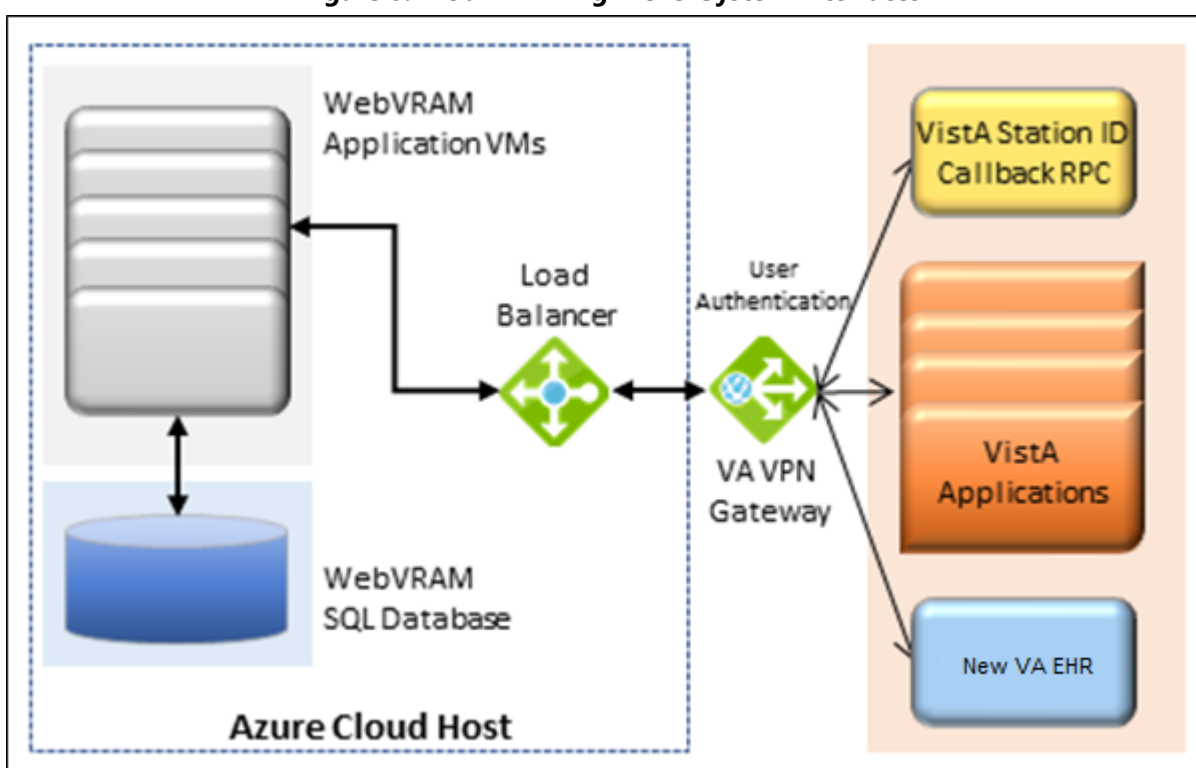 WebVRAM
Application VMs
Load
Balancer
User
Authentication
VA VPN
Gateway
VistA Station ID
Callback RPC
VistA
Applications
New VA EHR
WebVRAM
SQL Database
Azure Cloud Host